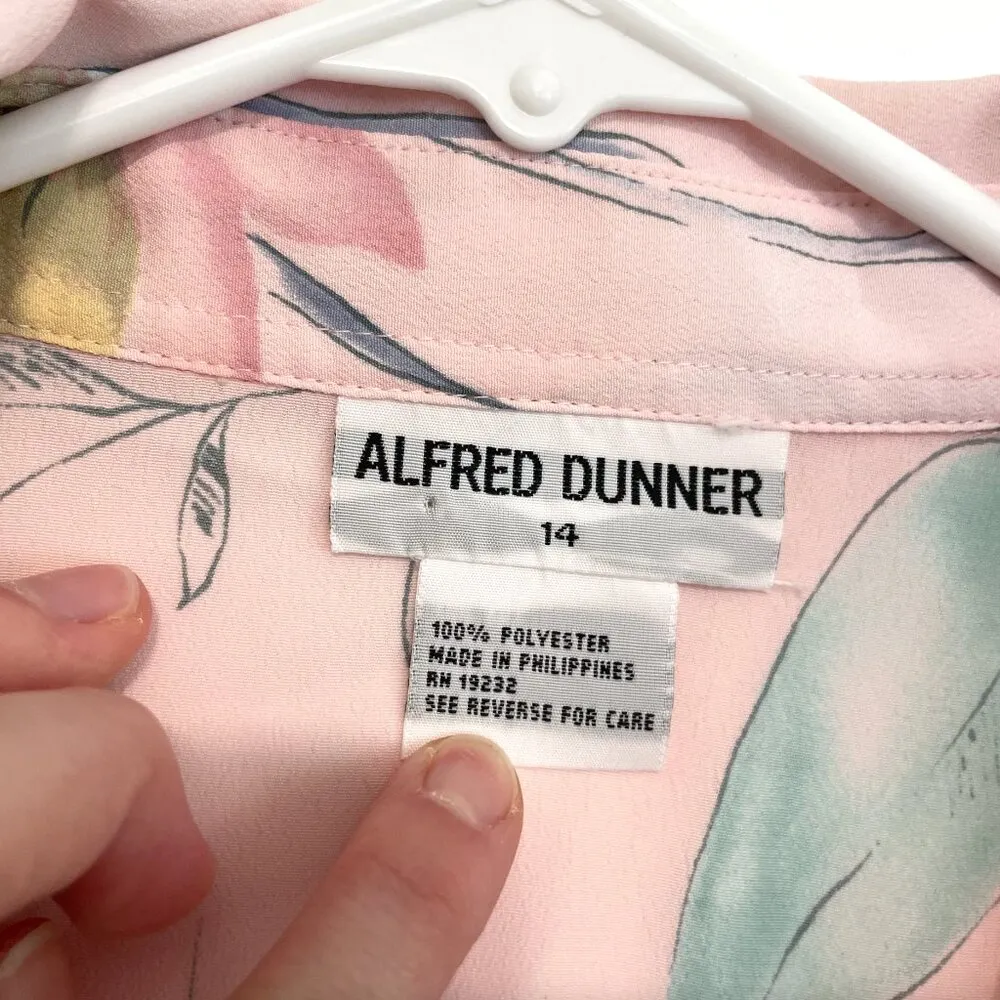 ALFRED DUNNER
14
100% POLYESTER
MADE IN PHILIPPINES
RN 19232
SEE REVERSE FOR CARE